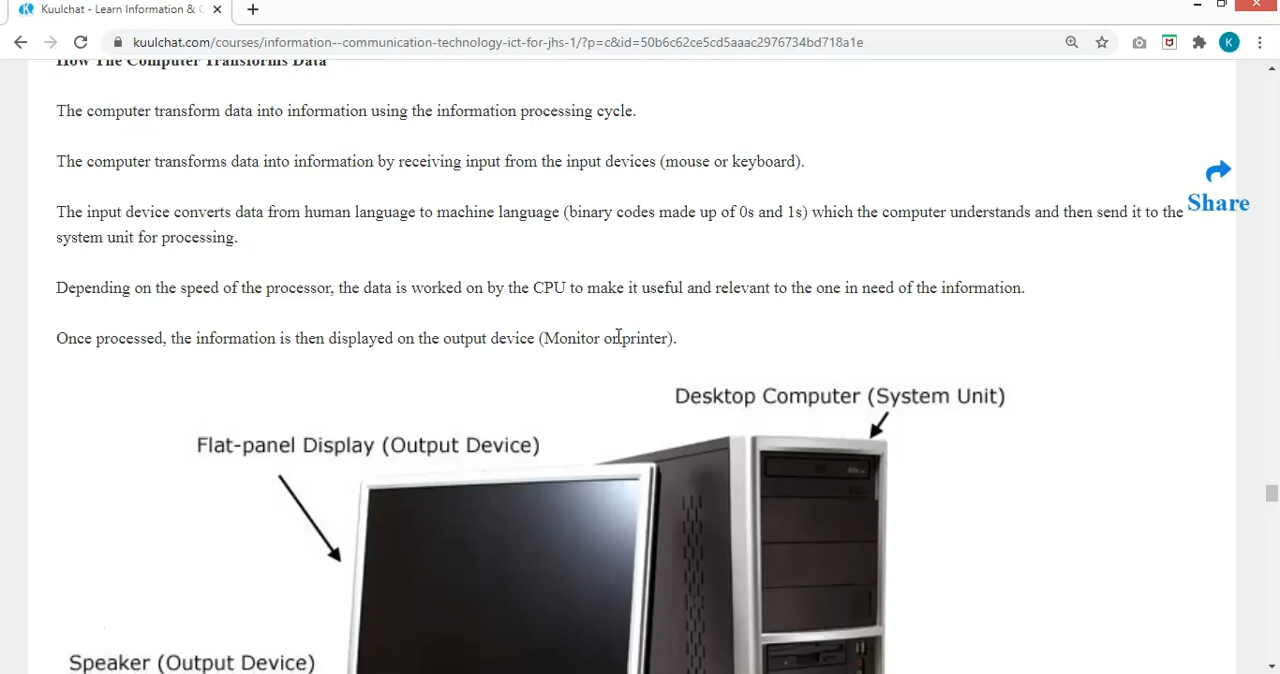 Kuulchat - Learn Information & C
kuulchat.com/courses/information--communication-technology-ict-for-jhs-1/?p=c&id=50b6c62ce5cd5aaac2976734bd718a1e
K
How The Computer Transforms Data
The computer transform data into information using the information processing cycle.
The computer transforms data into information by receiving input from the input devices (mouse or keyboard).
The input device converts data from human language to machine language (binary codes made up of 0s and 1s) which the computer understands and then send it to the
system unit for processing.
Share
Depending on the speed of the processor, the data is worked on by the CPU to make it useful and relevant to the one in need of the information.
Once processed, the information is then displayed on the output device (Monitor or printer).
Desktop Computer (System Unit)
Flat-panel Display (Output Device)
Speaker (Output Device)